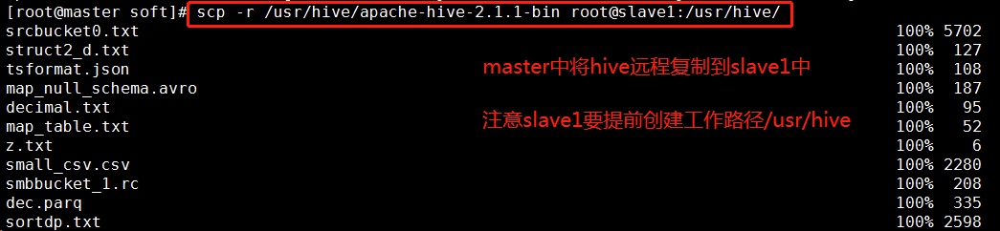 [root@master soft]# scp -r /usr/hive/apache-hive-2.1.1-bin root@slave1:/usr/hive/
srcbucket0.txt 100% 5702
struct2_d.txt 100% 127
tsformat.json 100% 108
master中将hive远程复制到slave1中
map_null_schema.avro 100% 187
decimal.txt 100% 95
注意slave1要提前创建工作路径/usr/hive
map_table.txt 100% 52
z.txt 100% 6
small_csv.csv 100% 2280
smbbucket_1.rc 100% 208
dec.parq 100% 335
sortdp.txt 100% 2598